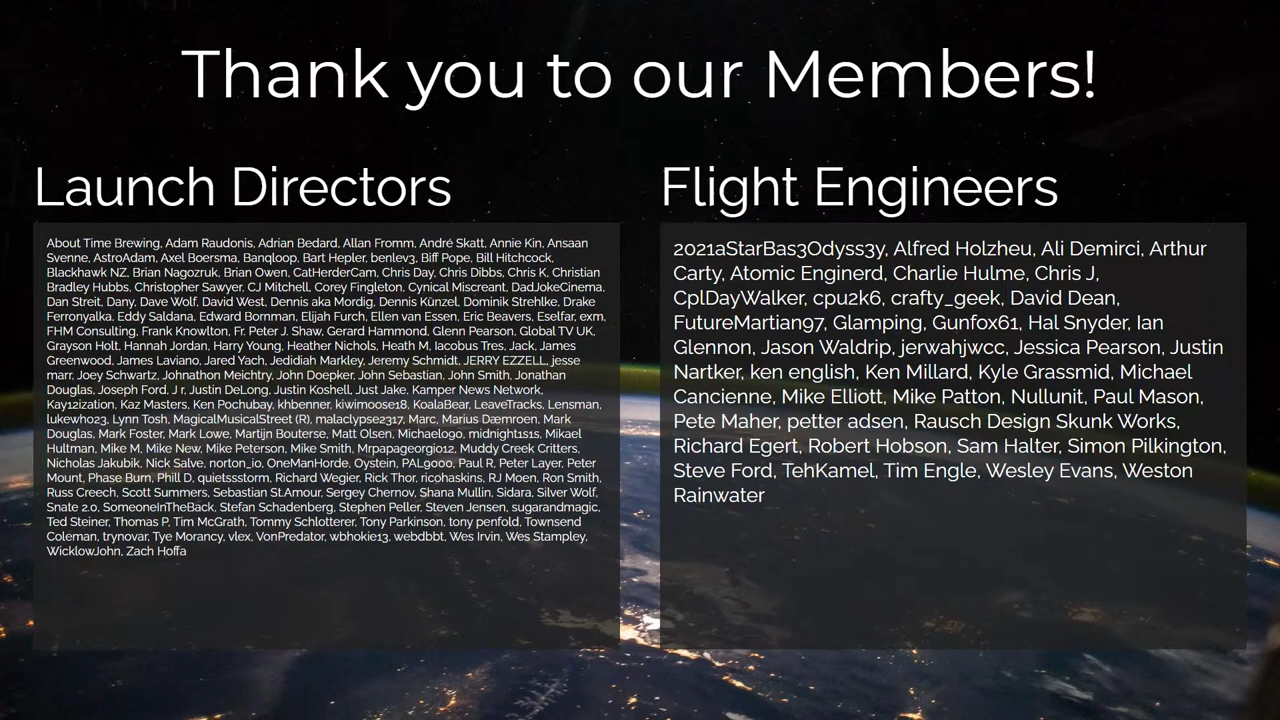 Thank you to our Members!
Launch Directors
About Time Brewing, Adam Raudonis, Adrian Bedard, Allan Fromm, André Skatt, Annie Kin, Ansaan
Svenne, AstroAdam, Axel Boersma, Banqloop, Bart Hepler, benlev3, Biff Pope, Bill Hitchcock,
Blackhawk NZ, Brian Nagozruk, Brian Owen, CatHerderCam, Chris Day, Chris Dibbs, Chris K, Christian
Bradley Hubbs, Christopher Sawyer, CJ Mitchell, Corey Fingleton, Cynical Miscreant, DadJokeCinema,
Dan Streit, Dany, Dave Wolf, David West, Dennis aka Mordig, Dennis Künzel, Dominik Strehlke, Drake
Ferronyalka, Eddy Saldana, Edward Bornman, Elijah Furch, Ellen van Essen, Eric Beavers, Eselfar, exm,
FHM Consulting, Frank Knowlton, Fr. Peter J. Shaw, Gerard Hammond, Glenn Pearson, Global TV UK,
Grayson Holt, Hannah Jordan, Harry Young, Heather Nichols, Heath M, Iacobus Tres, Jack, James
Greenwood, James Laviano, Jared Yach, Jedidiah Markley, Jeremy Schmidt, JERRY EZZELL, jesse
marr, Joey Schwartz, Johnathon Meichtry, John Doepker, John Sebastian, John Smith, Jonathan
Douglas, Joseph Ford, J r, Justin DeLong, Justin Koshell, Just Jake, Kamper News Network,
Kay12ization, Kaz Masters, Ken Pochubay, khbenner, kiwimoose18, KoalaBear, LeaveTracks, Lensman,
lukewho23, Lynn Tosh, MagicalMusicalStreet (R), malaclypse2317, Marc, Marius Dæmroen, Mark
Douglas, Mark Foster, Mark Lowe, Martijn Bouterse, Matt Olsen, Michael090, midnight1s1s, Mikael
Hultman, Mike M, Mike New, Mike Peterson, Mike Smith, Mrpapageorgio12, Muddy Creek Critters,
Nicholas Jakubik, Nick Salve, norton_io, OneManHorde, Oystein, PAL9000, Paul R, Peter Layer, Peter
Mount, Phase Burn, Phill D, quietssstorm, Richard Wegier, Rick Thor, ricohaskins, RJ Moen, Ron Smith,
Russ Creech, Scott Summers, Sebastian St.Amour, Sergey Chernov, Shana Mullin, Sidara, Silver Wolf,
Snate 2.0, SomeoneInTheBack, Stefan Schadenberg, Stephen Peller, Steven Jensen, sugarandmagic,
Ted Steiner, Thomas P, Tim McGrath, Tommy Schlotterer, Tony Parkinson, tony penfold, Townsend
Coleman, trynovar, Tye Morancy, vlex, VonPredator, wbhokie13, webdbbt, Wes Irvin, Wes Stampley,
WicklowJohn, Zach Hoffa
Flight Engineers
2021aStarBas3Odyss3y, Alfred Holzheu, Ali Demirci, Arthur
Carty, Atomic Enginerd, Charlie Hulme, Chris J,
CplDayWalker, cpu2k6, crafty_geek, David Dean,
FutureMartian97, Glamping, Gunfox61, Hal Snyder, Ian
Glennon, Jason Waldrip, jerwahjwcc, Jessica Pearson, Justin
Nartker, ken english, Ken Millard, Kyle Grassmid, Michael
Cancienne, Mike Elliott, Mike Patton, Nullunit, Paul Mason,
Pete Maher, petter adsen, Rausch Design Skunk Works,
Richard Egert, Robert Hobson, Sam Halter, Simon Pilkington,
Steve Ford, TehKamel, Tim Engle, Wesley Evans, Weston
Rainwater